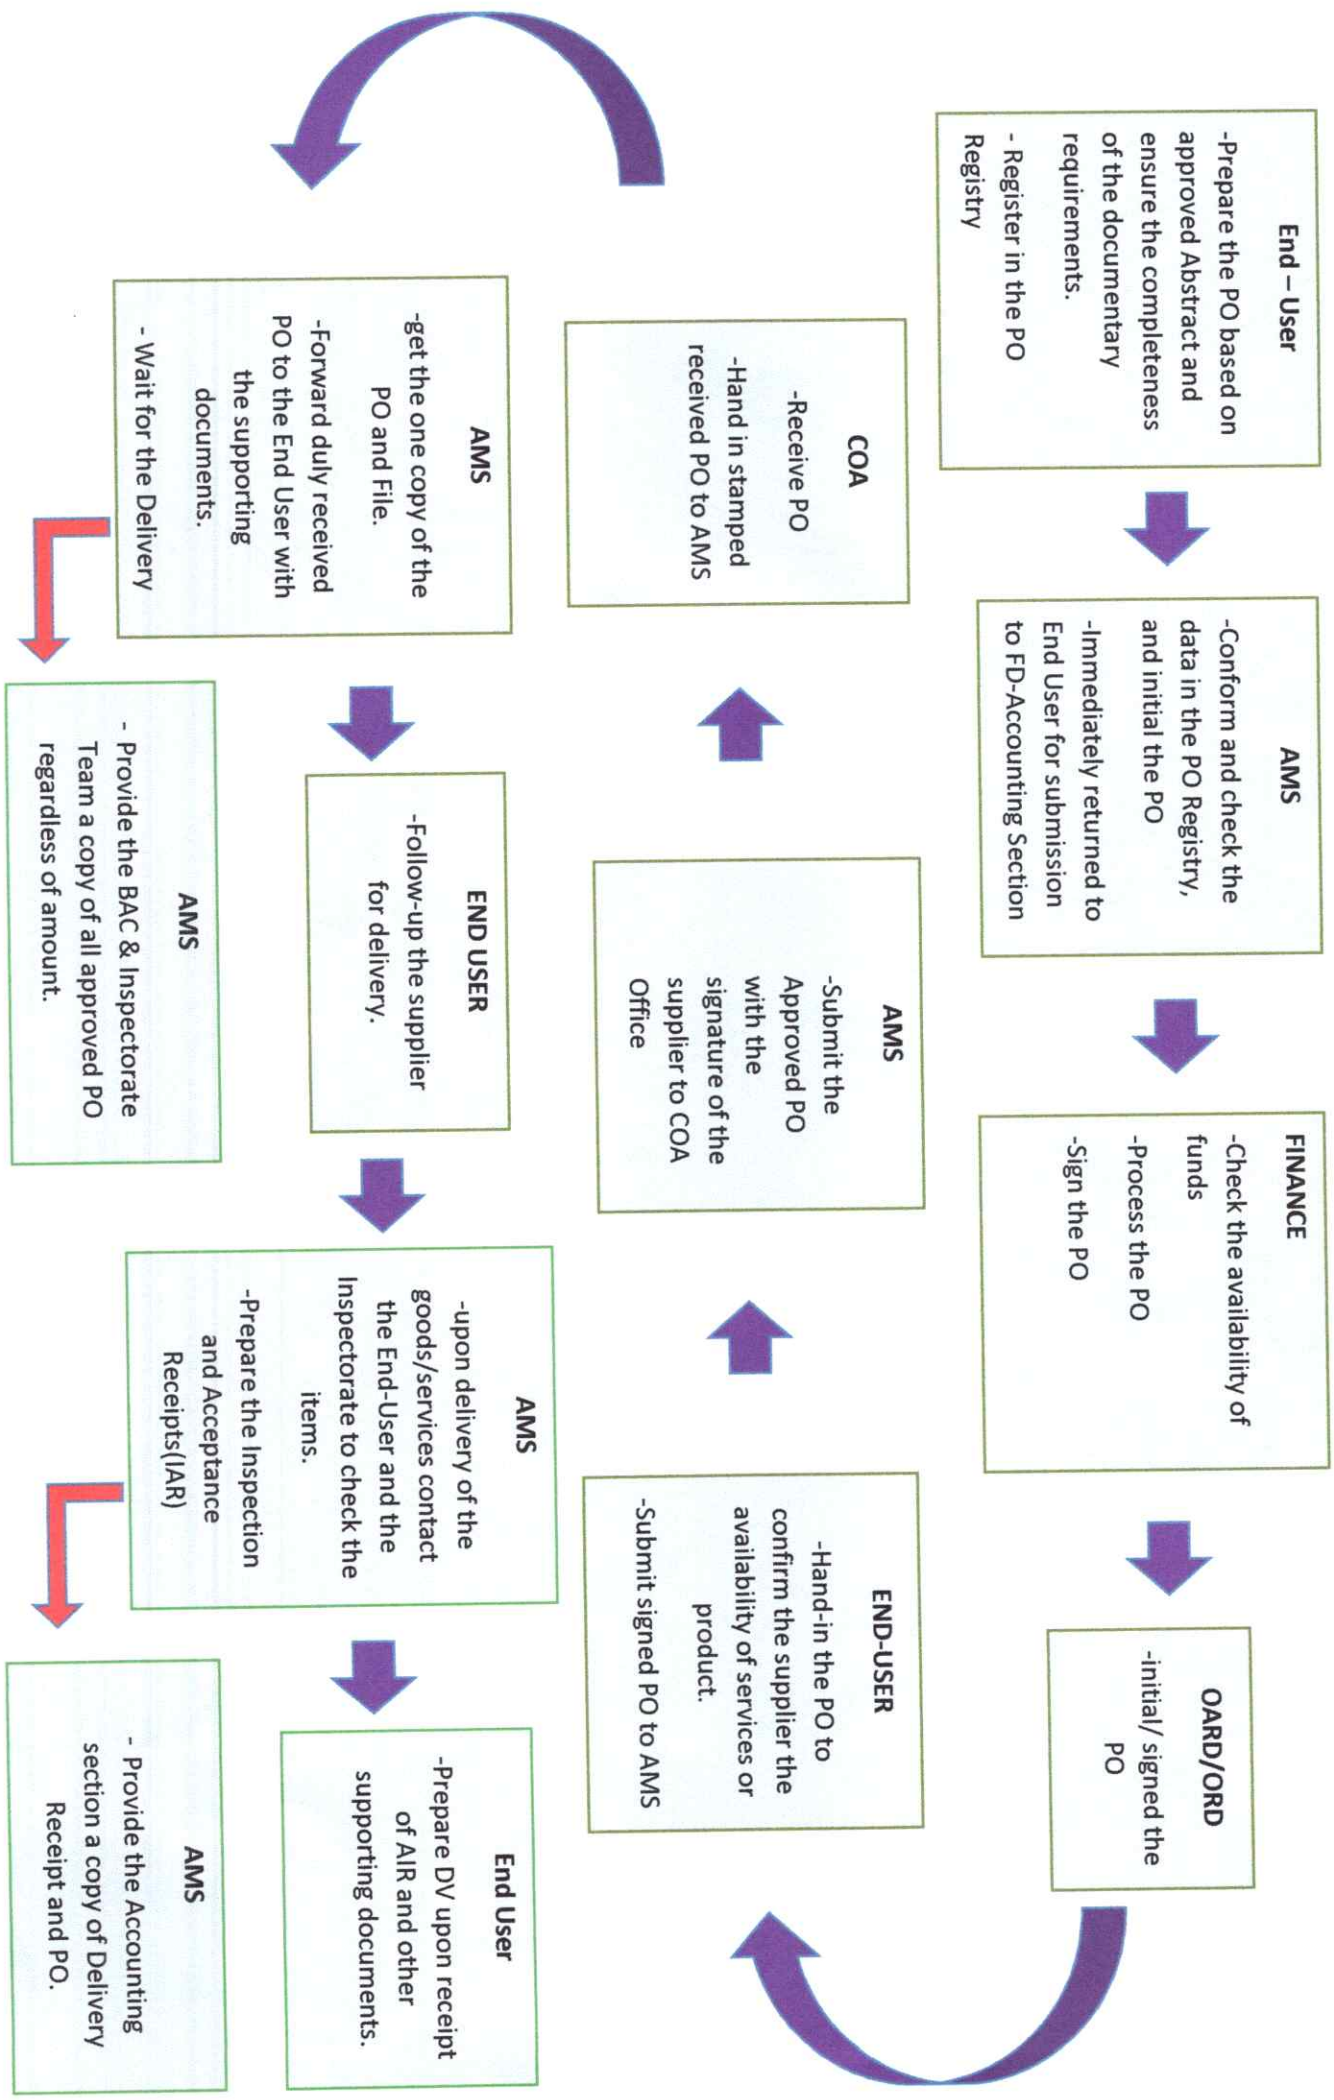 End – User
-Prepare the PO based on
approved Abstract and
ensure the completeness
of the documentary
requirements.
- Register in the PO
Registry
AMS
-Conform and check the
data in the PO Registry,
and initial the PO
-Immediately returned to
End User for submission
to FD-Accounting Section
FINANCE
-Check the availability of
funds
-Process the PO
-Sign the PO
OARD/ORD
-initial/ signed the
PO
END-USER
-Hand-in the PO to
confirm the supplier the
availability of services or
product.
-Submit signed PO to AMS
AMS
-Submit the
Approved PO
with the
signature of the
supplier to COA
Office
COA
-Receive PO
-Hand in stamped
received PO to AMS
AMS
-get the one copy of the
PO and File.
-Forward duly received
PO to the End User with
the supporting
documents.
- Wait for the Delivery
AMS
- Provide the BAC & Inspectorate
Team a copy of all approved PO
regardless of amount.
END USER
-Follow-up the supplier
for delivery.
AMS
-upon delivery of the
goods/services contact
the End-User and the
Inspectorate to check the
items.
-Prepare the Inspection
and Acceptance
Receipts(IAR)
AMS
- Provide the Accounting
section a copy of Delivery
Receipt and PO.
End User
-Prepare DV upon receipt
of AIR and other
supporting documents.